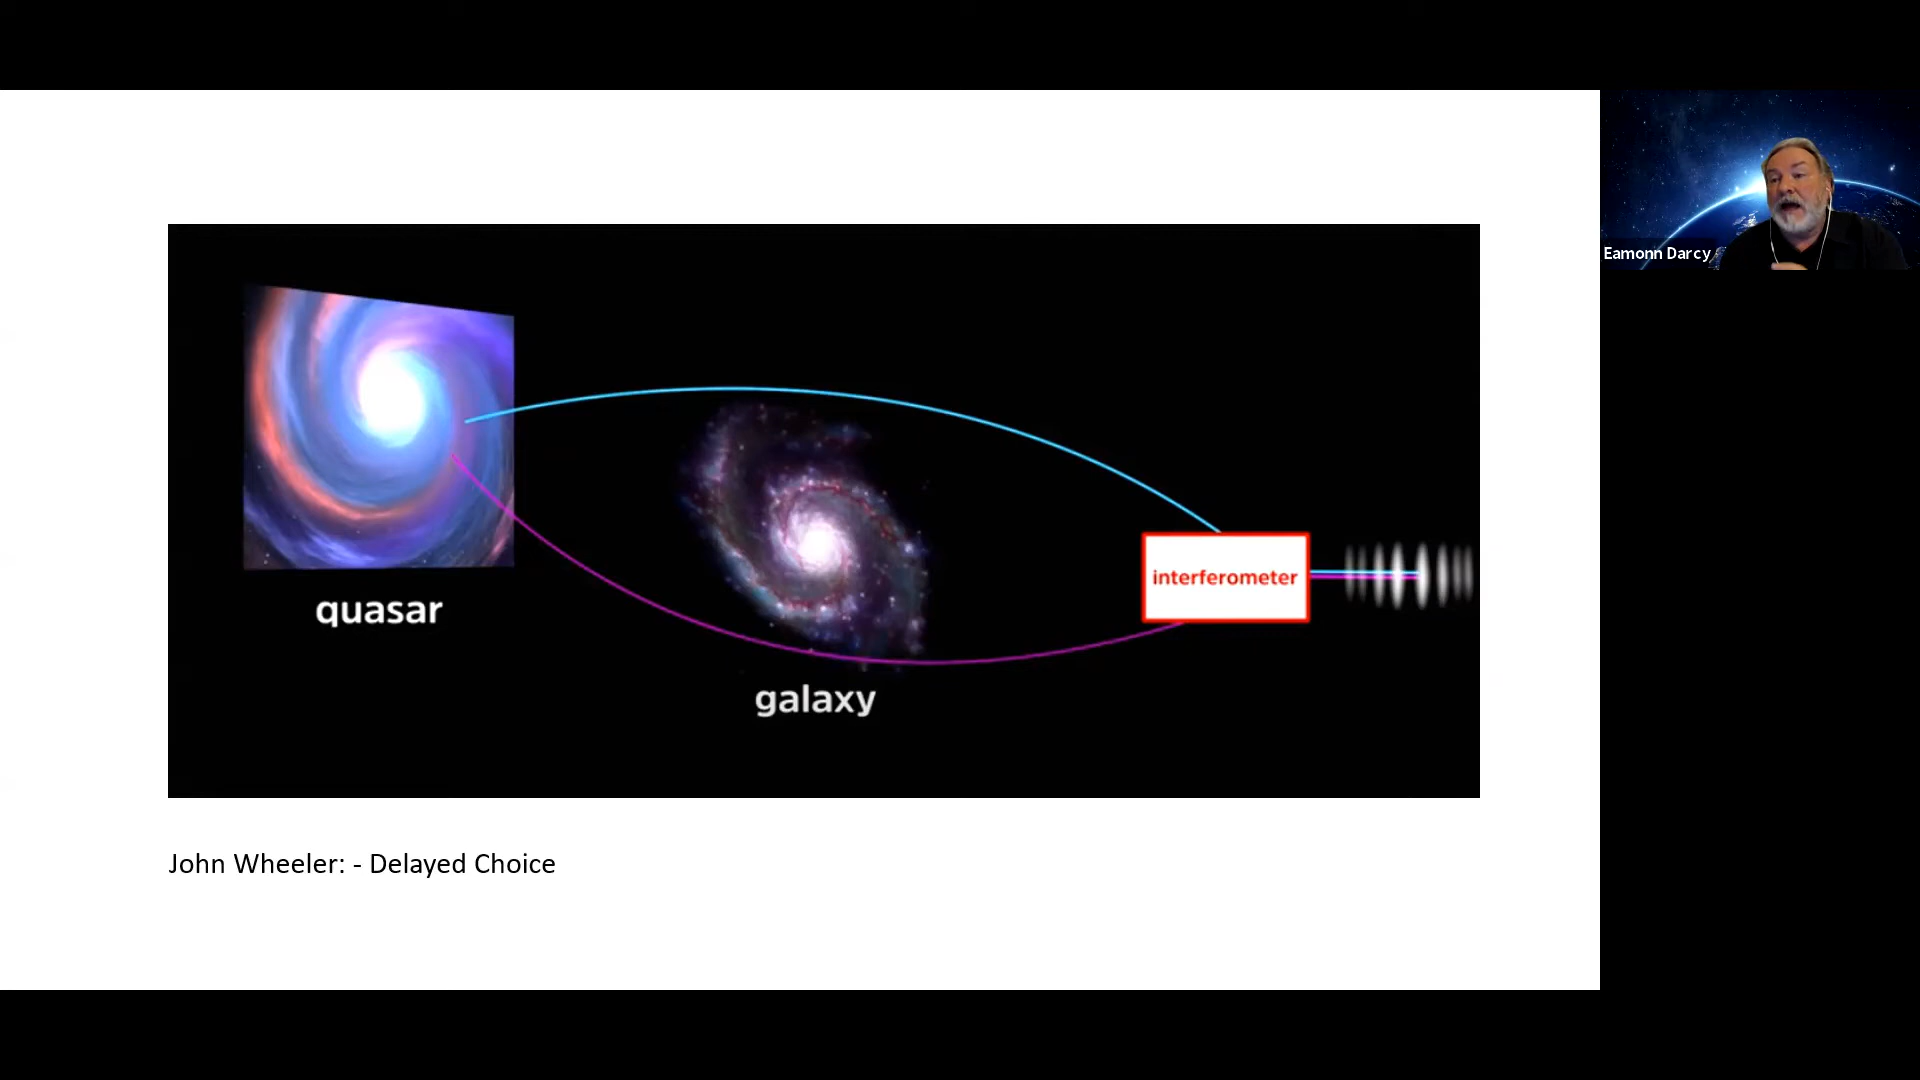 Eamonn Darcy
quasar
interferometer
galaxy
John Wheeler: - Delayed Choice